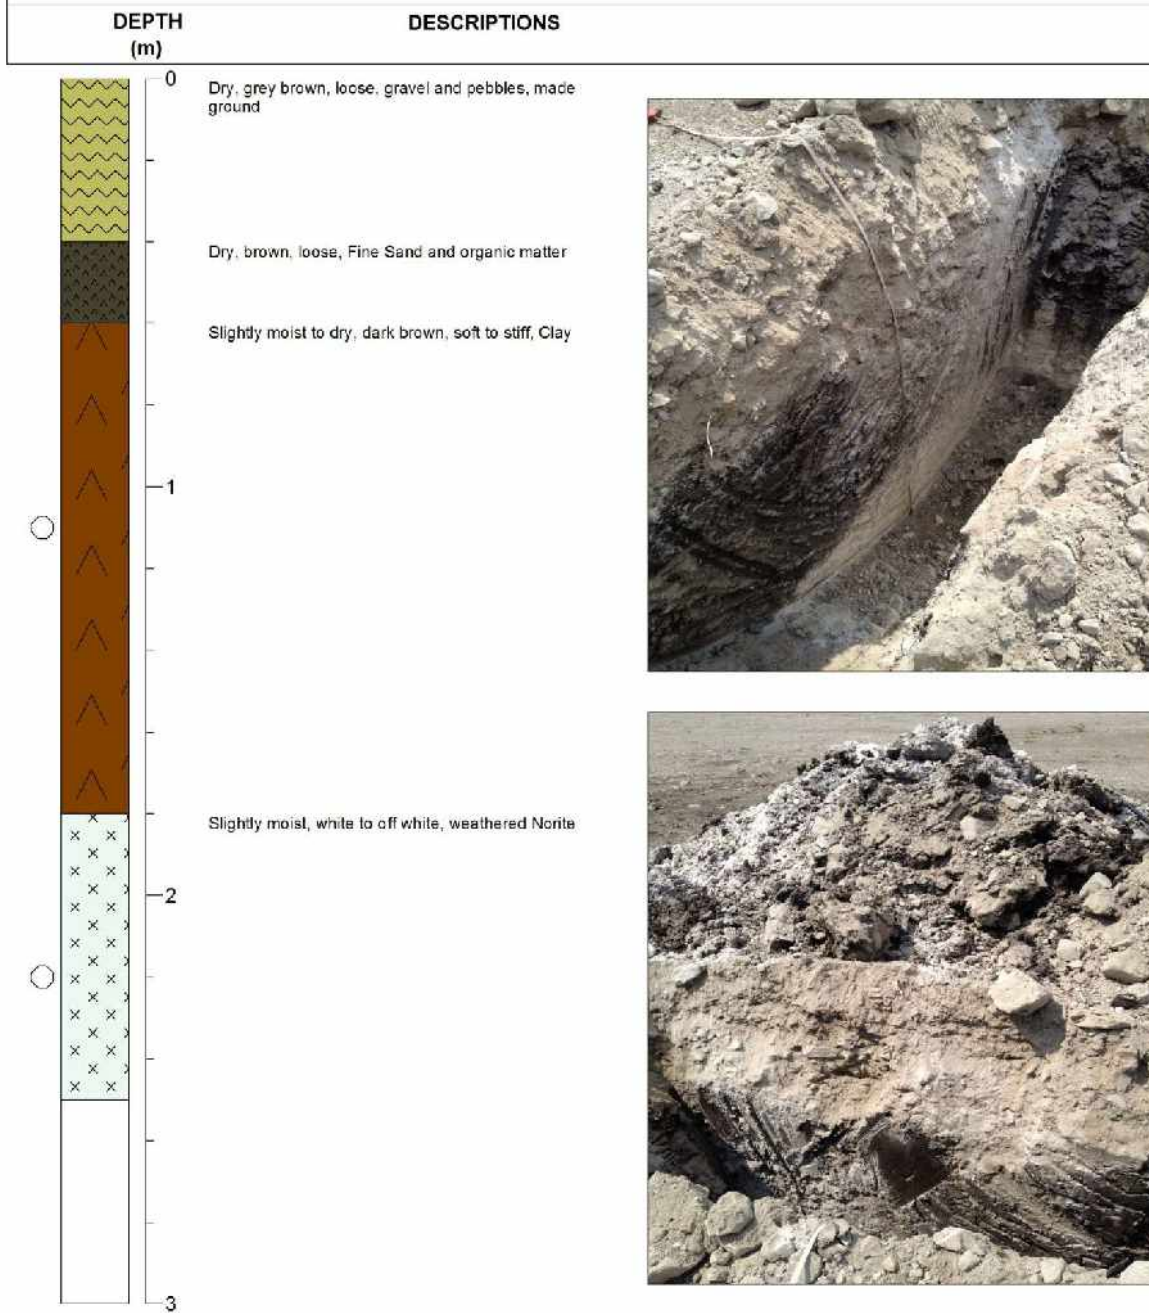 DEPTH
(m)
DESCRIPTIONS
0
Dry, grey brown, loose, gravel and pebbles, made
ground
Dry, brown, loose, Fine Sand and organic matter
Slightly moist to dry, dark brown, soft to stiff, Clay
1
Slightly moist, white to off white, weathered Norite
2
3